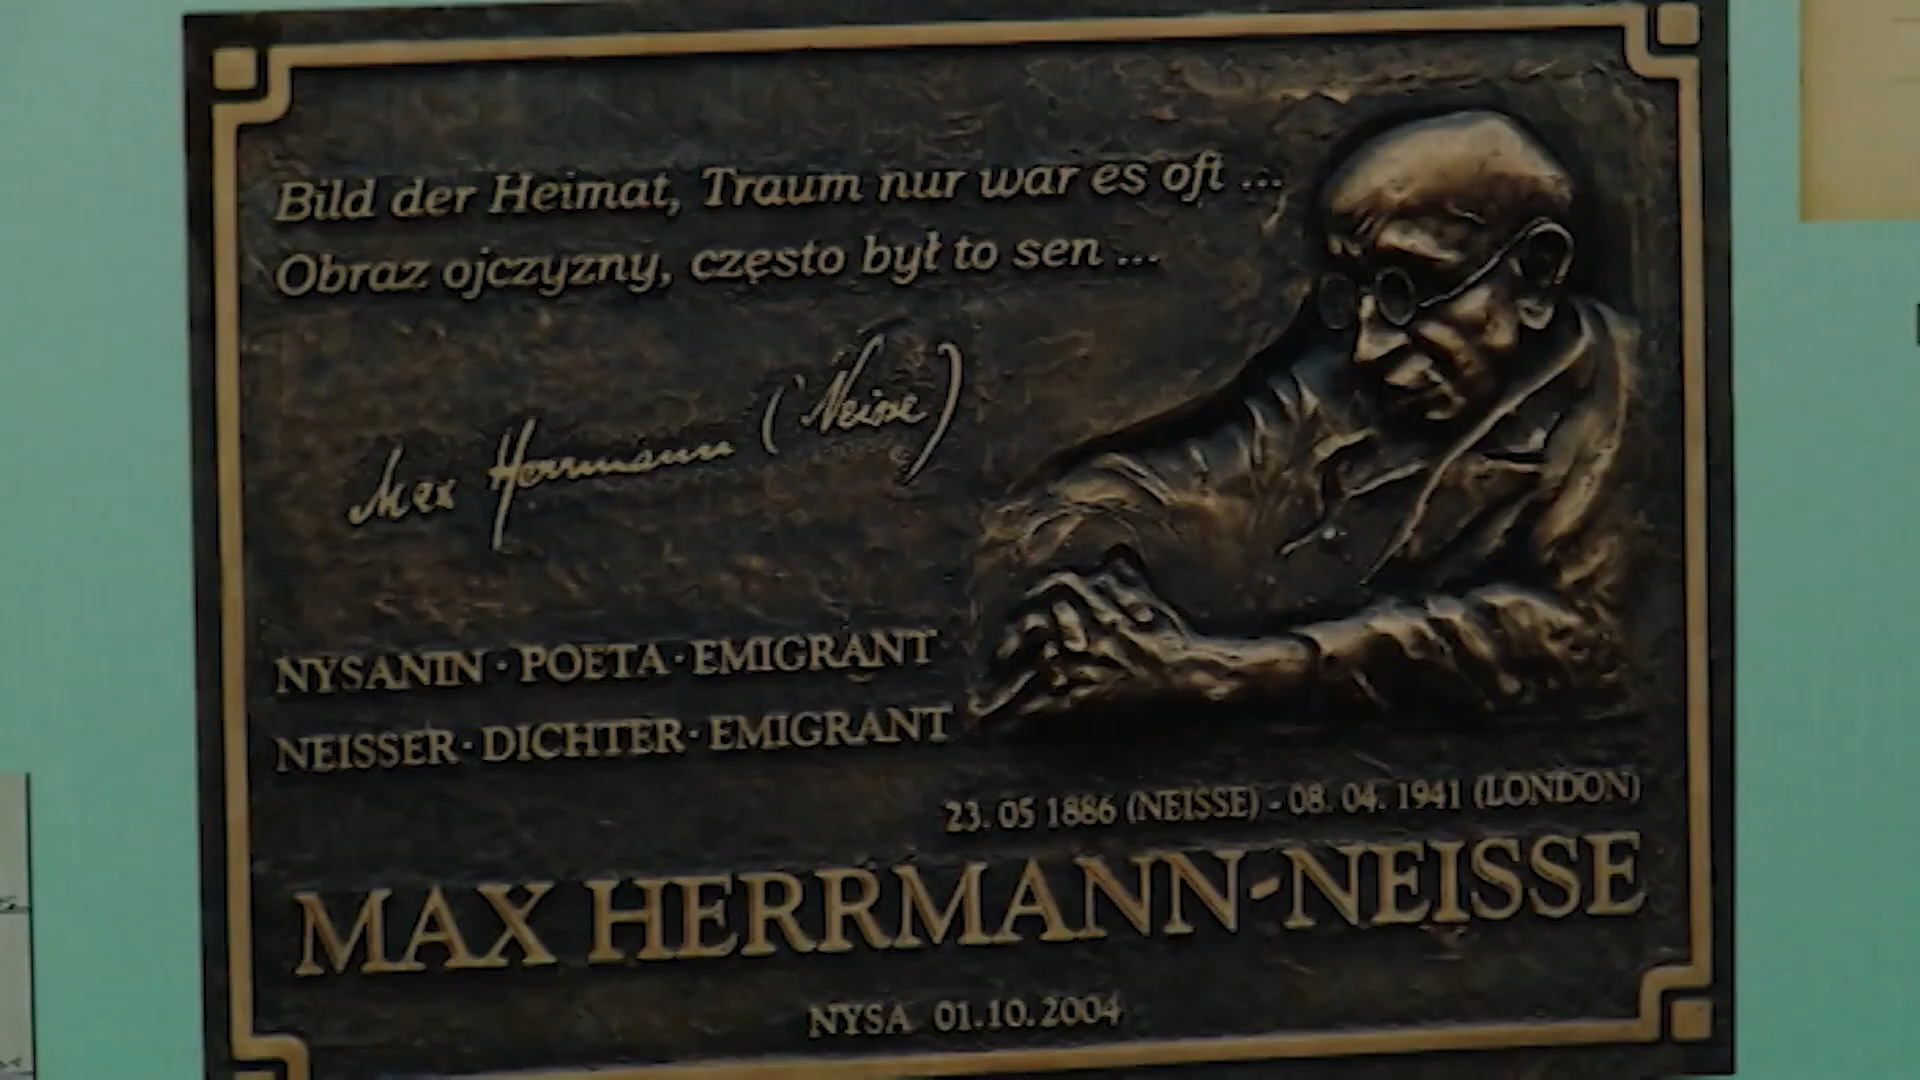 Bild der Heimat, Traum nur war es oft ...
Obraz ojczyzny, często był to sen ...
Max Herrmann (Neisse)
NYSANIN · POETA · EMIGRANT
NEISSER · DICHTER · EMIGRANT
23. 05 1886 (NEISSE) - 08. 04. 1941 (LONDON)
MAX HERRMANN-NEISSE
NYSA 01.10.2004